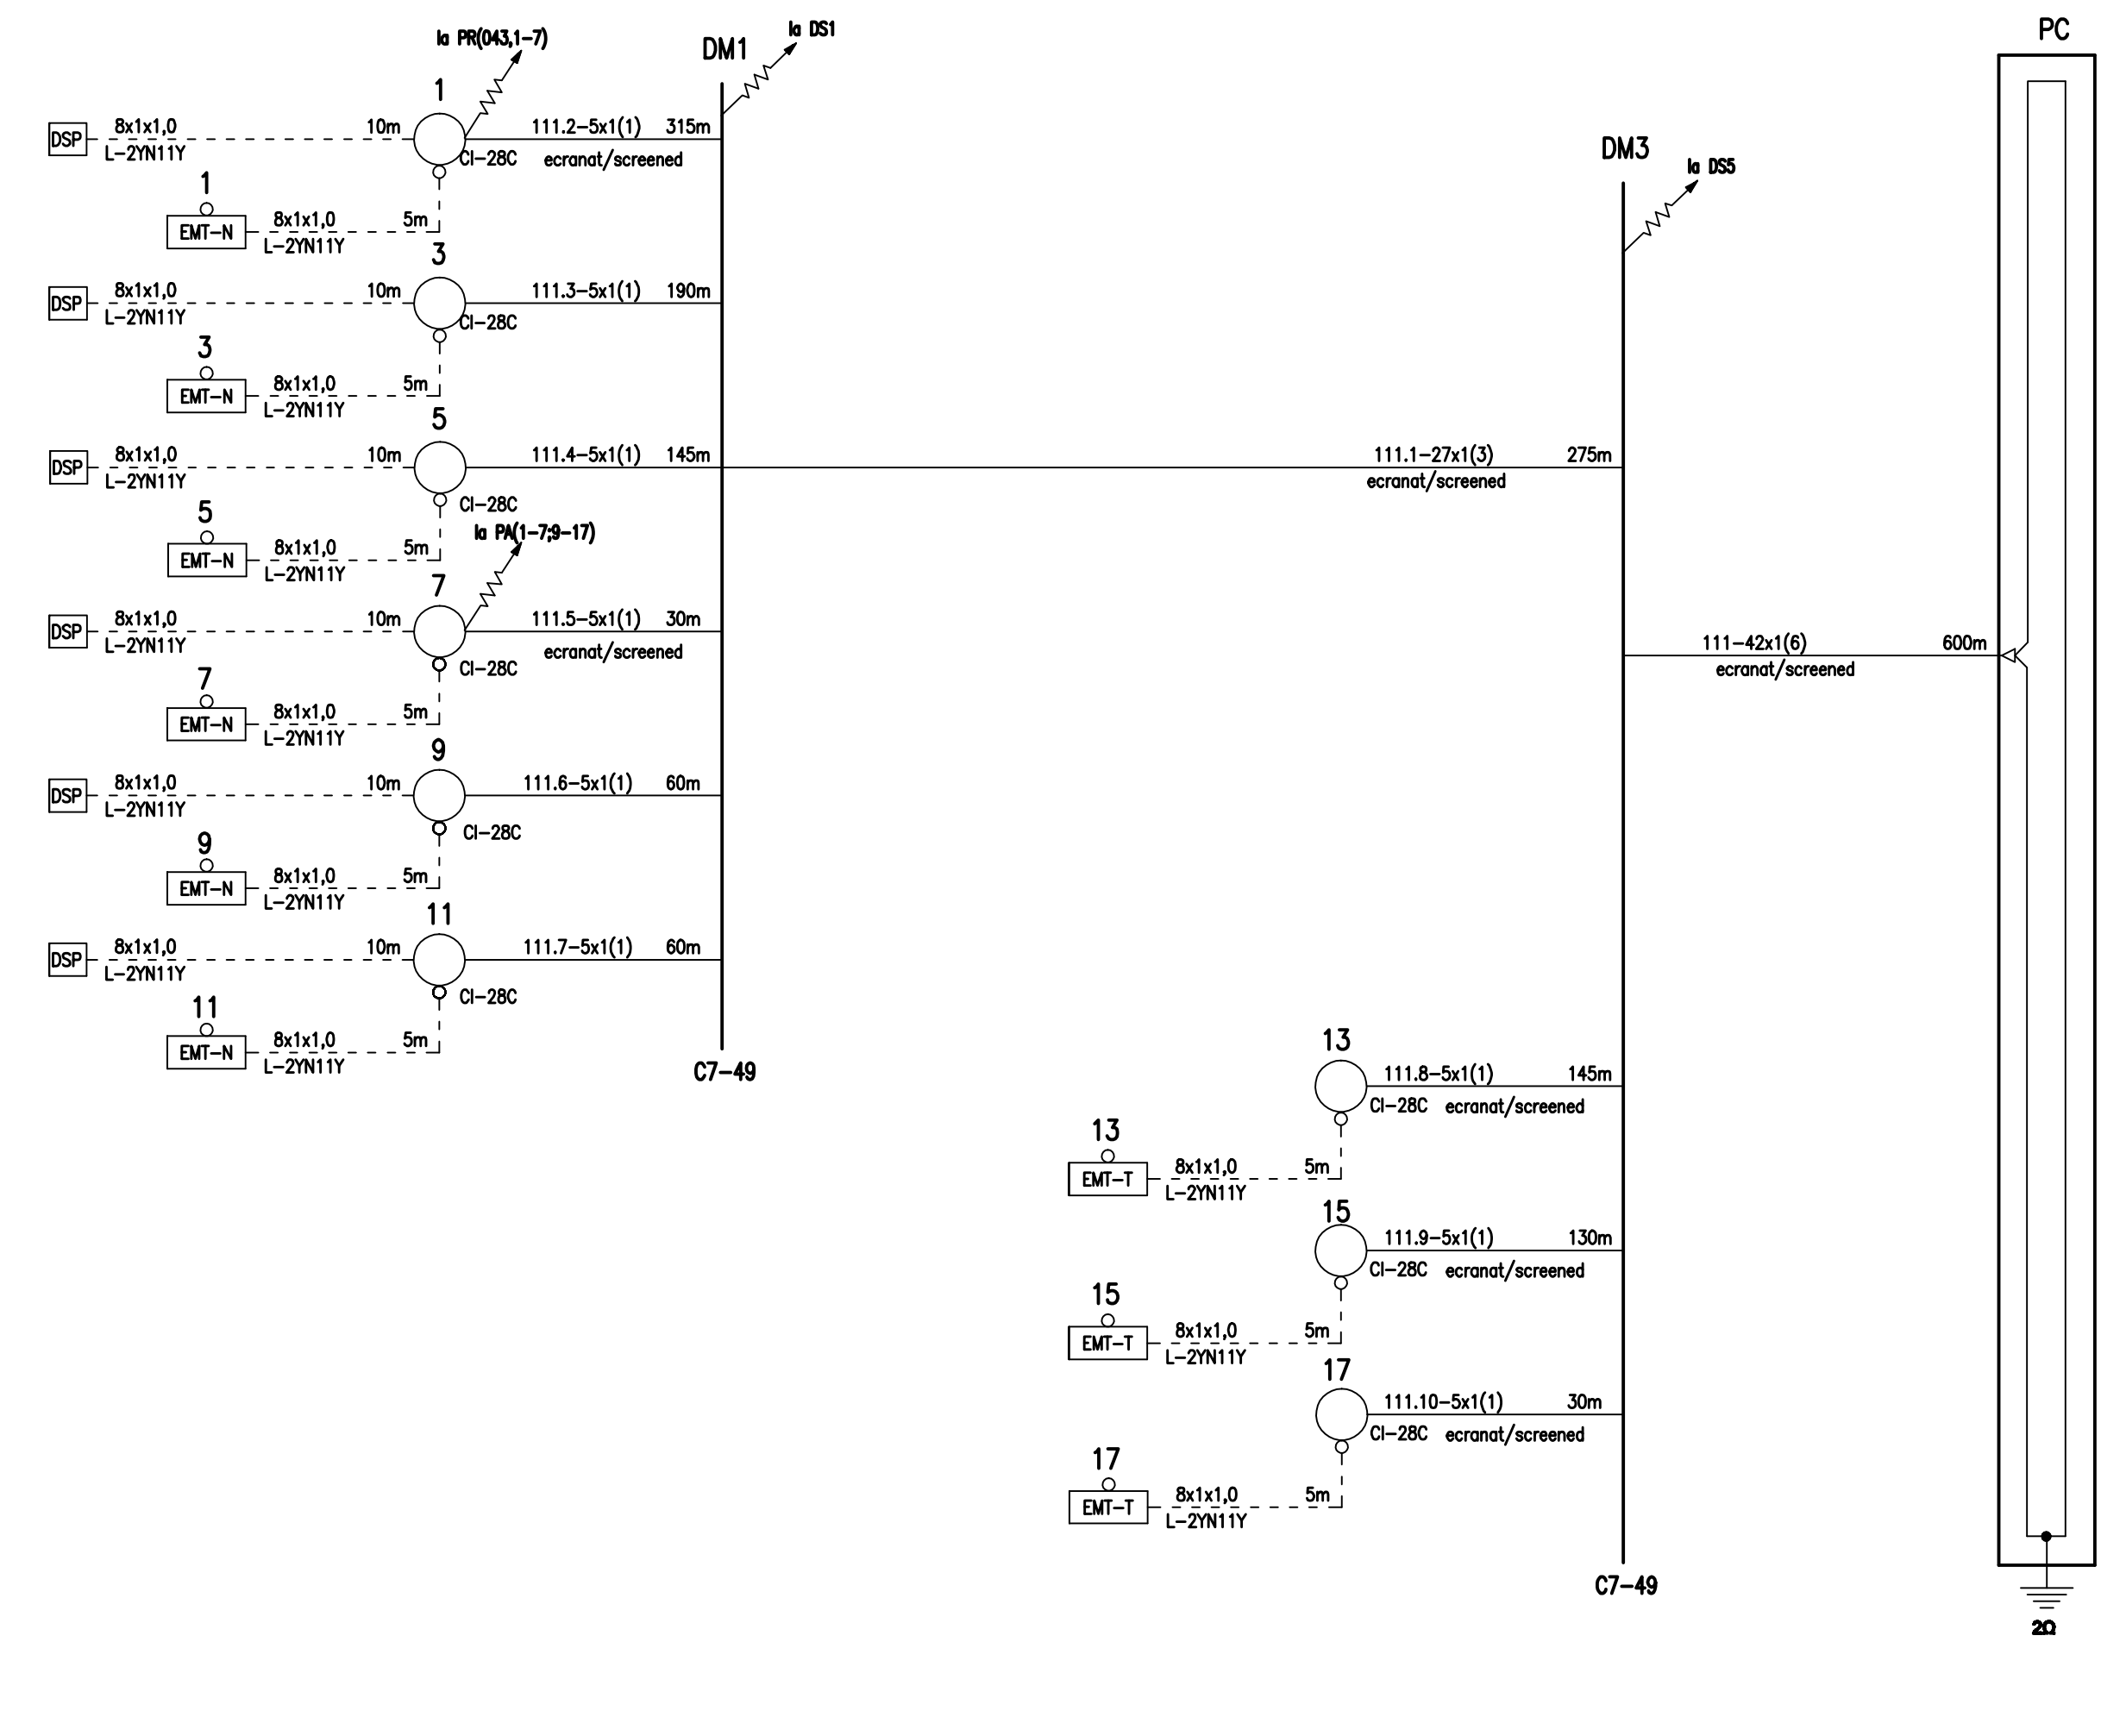 la PR(043,1-7)
la DS1
PC
DM1
1
8x1x1,0 10m
111.2-5x1(1) 315m
DSP
L-2YN11Y
CI-28C
ecranat/screened
DM3
la DS5
1
8x1x1,0 5m
EMT-N
L-2YN11Y
3
8x1x1,0 10m
111.3-5x1(1) 190m
DSP
L-2YN11Y
CI-28C
3
8x1x1,0 5m
EMT-N
L-2YN11Y
5
8x1x1,0 10m
111.4-5x1(1) 145m
111.1-27x1(3) 275m
DSP
L-2YN11Y
ecranat/screened
CI-28C
5
la PA(1-7;9-17)
8x1x1,0 5m
EMT-N
L-2YN11Y
7
8x1x1,0 10m
111.5-5x1(1) 30m
DSP
L-2YN11Y
ecranat/screened
111-42x1(6) 600m
ecranat/screened
CI-28C
7
8x1x1,0 5m
EMT-N
L-2YN11Y
9
8x1x1,0 10m
111.6-5x1(1) 60m
DSP
L-2YN11Y
CI-28C
9
8x1x1,0 5m
EMT-N
L-2YN11Y
11
8x1x1,0 10m
111.7-5x1(1) 60m
DSP
L-2YN11Y
CI-28C
11
8x1x1,0 5m
EMT-N
L-2YN11Y
C7-49
13
111.8-5x1(1) 145m
CI-28C ecranat/screened
13
8x1x1,0 5m
EMT-T
L-2YN11Y
15
111.9-5x1(1) 130m
CI-28C ecranat/screened
15
8x1x1,0 5m
EMT-T
L-2YN11Y
17
111.10-5x1(1) 30m
CI-28C ecranat/screened
17
8x1x1,0 5m
EMT-T
L-2YN11Y
C7-49
2Ω